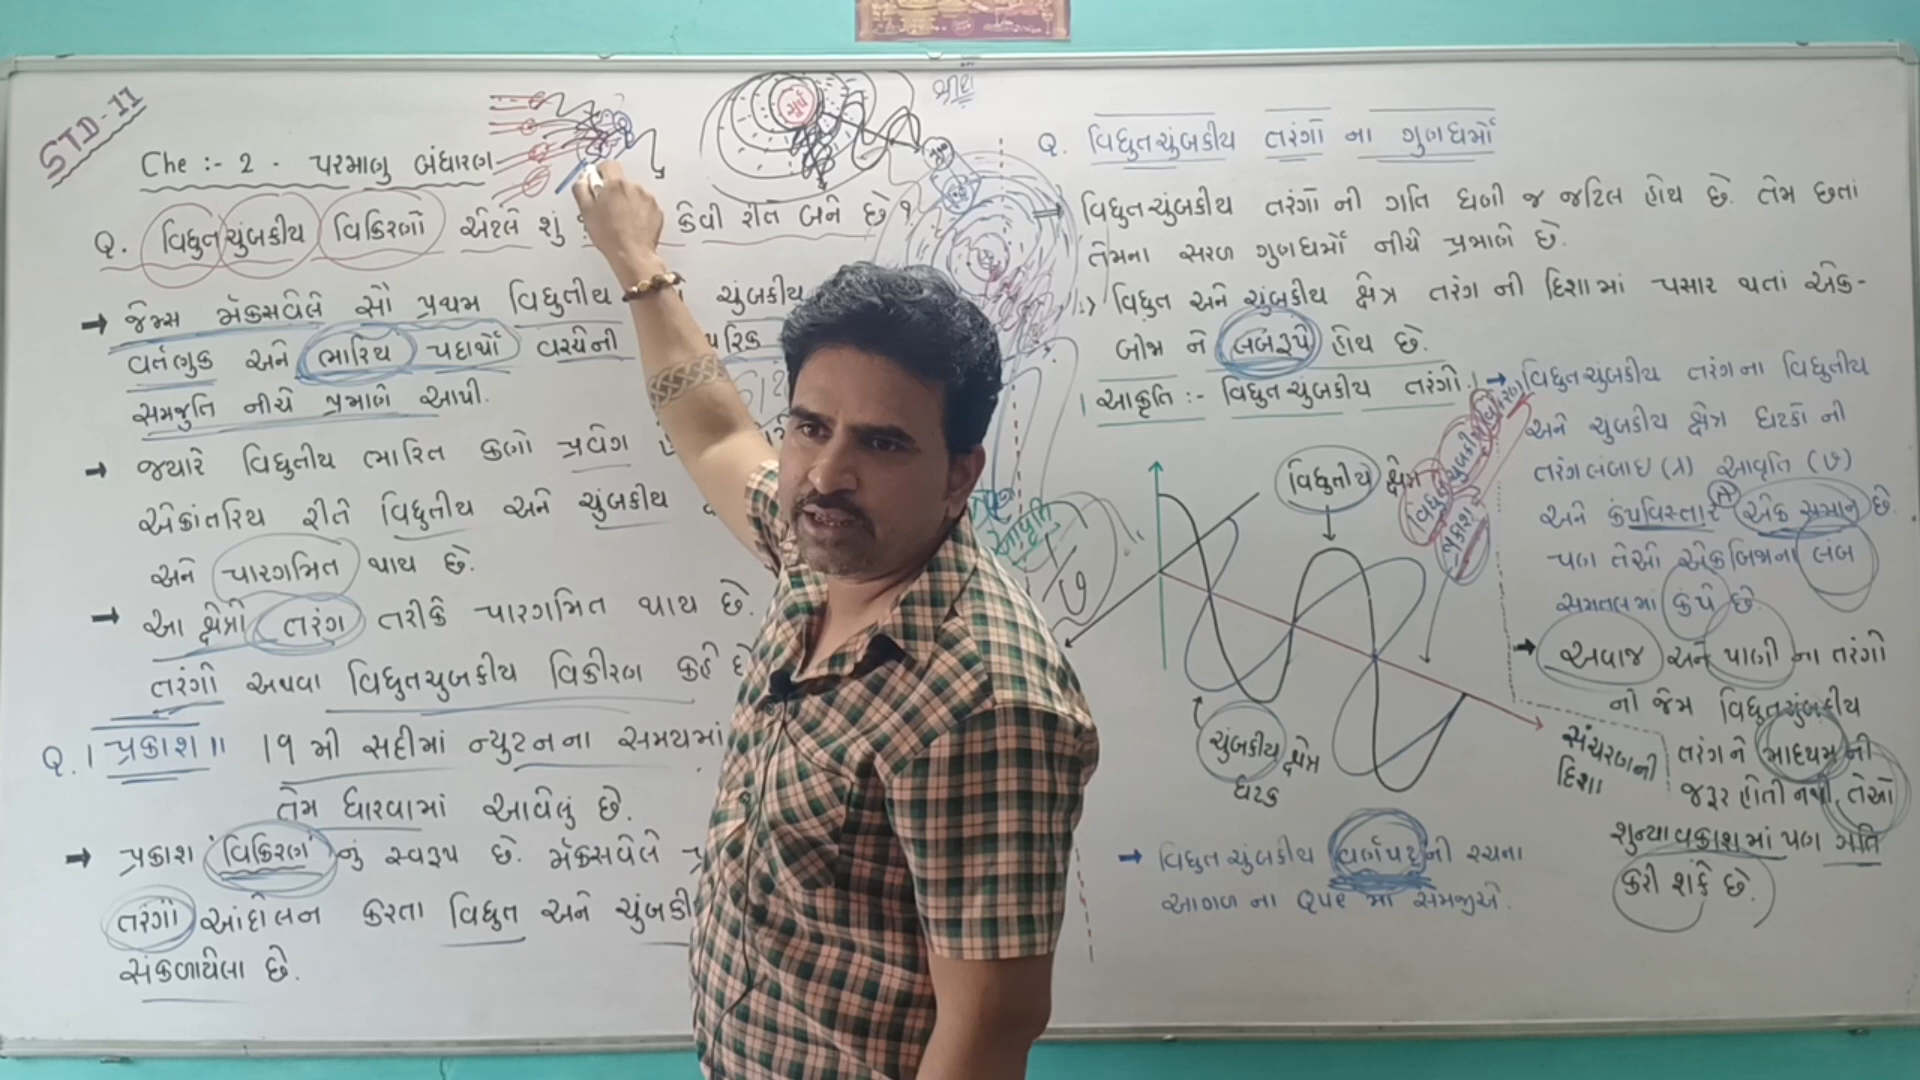 STD-11
Che :- 2 - પરમાણુ બંધારણ
Q. વિદ્યુતચુંબકીય વિકિરણો એટલે શું ? કેવી રીતે બને છે ?
→ જેમ્સ મૅક્સવેલે સૌ પ્રથમ વિદ્યુતીય ચુંબકીય
વર્તણુક અને ભારિત પદાર્થો વચ્ચેની
સમજુતિ નીચે પ્રમાણે આપી.
→ જ્યારે વિદ્યુતીય ભારિત કણો પ્રવેગ
એકાંતરિય રીતે વિદ્યુતીય અને ચુંબકીય
અને પારગમિત થાય છે.
→ આ ક્ષેત્રો તરંગ તરીકે પારગમિત થાય છે.
તરંગો અથવા વિદ્યુતચુબકીય વિકીરણ કહે છે
Q. પ્રકાશ ॥ 19 મી સદીમાં ન્યુટનના સમયમાં
તેમ ધારવામાં આવેલું છે.
→ પ્રકાશ વિકિરણ નું સ્વરૂપ છે. મૅક્સવેલે
તરંગો આંદોલન કરતા વિદ્યુત અને ચુંબકી
સંકળાયેલા છે.
સુર્ય
Q. વિદ્યુતચુંબકીય તરંગો ના ગુણધર્મો
⇒ વિદ્યુતચુંબકીય તરંગો ની ગતિ ઘણી જ જટિલ હોય છે. તેમ છતાં
તેમના સરળ ગુણધર્મો નીચે પ્રમાણે છે.
1.> વિદ્યુત અને ચુંબકીય ક્ષેત્ર તરંગ ની દિશામાં પસાર થતાં એક-
બીજા ને લંબરૂપે હોય છે.
આકૃતિ :- વિદ્યુતચુંબકીય તરંગો.
વિદ્યુતીય ક્ષેત્ર
ચુંબકીય ક્ષેત્ર
ઘટક
સંચરણની
દિશા
આવૃતિ
પ્રકાશ
→ વિદ્યુતચુંબકીય તરંગના વિદ્યુતીય
અને ચુંબકીય ક્ષેત્ર ઘટકો ની
તરંગલંબાઇ (λ) આવૃતિ (υ)
અને કંપવિસ્તાર (A) એક સમાન છે.
પણ તેઓ એકબિજાના લંબ
સમતલમાં કંપે છે.
→ અવાજ અને પાણી ના તરંગો
ની જેમ વિદ્યુતચુંબકીય
તરંગને માધ્યમ ની
જરૂર હોતી નથી, તેઓ
શુન્યાવકાશમાં પણ ગતિ
કરી શકે છે.
→ વિદ્યુતચુંબકીય વર્ણપટ ની રચના
આગળ ના Que માં સમજીએ.